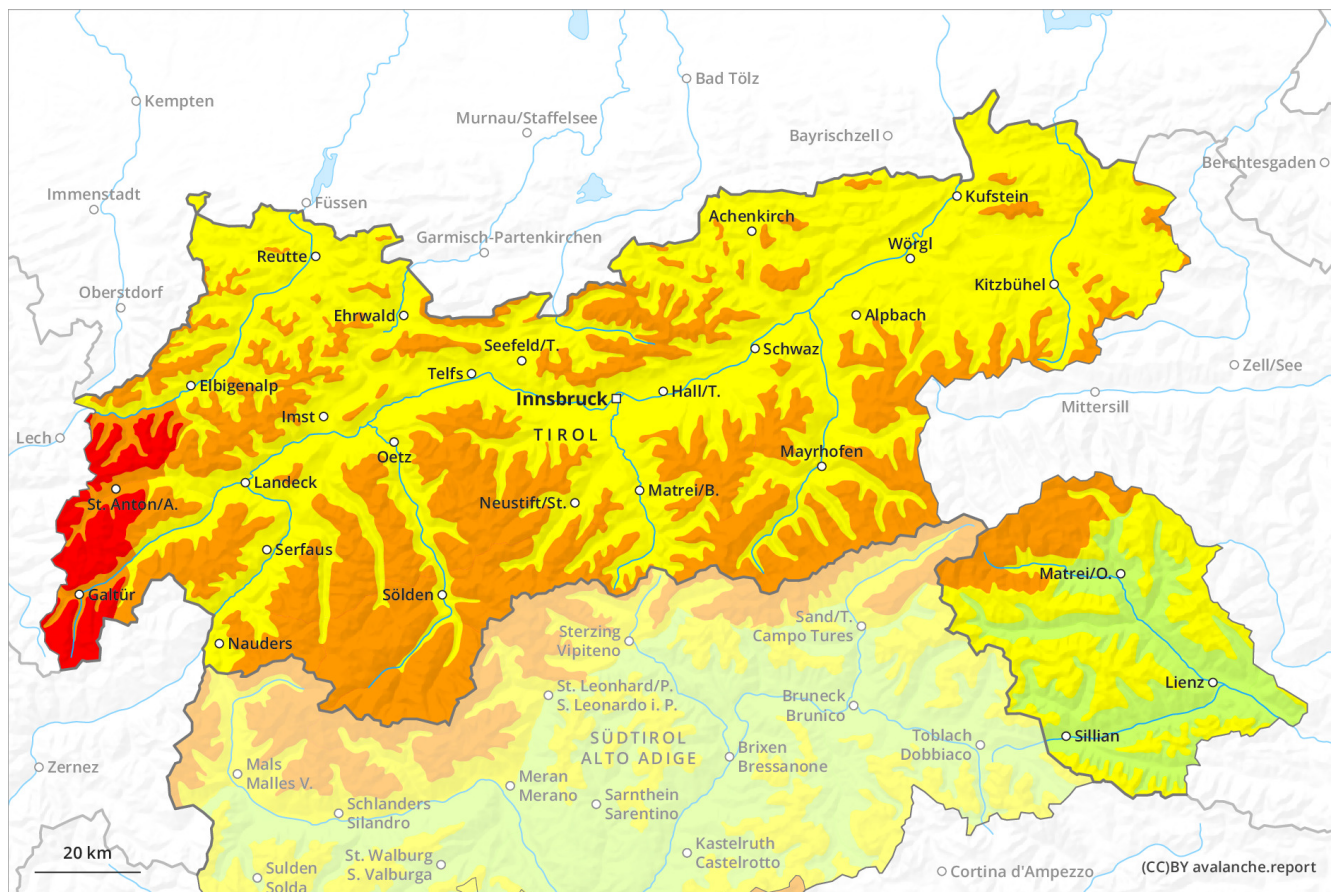 Bad Tölz
Kempten
Murnau/Staffelsee
Bayrischzell
Berchtesgaden
Immenstadt
Füssen
Kufstein
Achenkirch
Garmisch-Partenkirchen
Wörgl
Reutte
Kitzbühel
Oberstdorf
Ehrwald
Alpbach
Seefeld/T.
Schwaz
Zell/See
Telfs
Elbigenalp
Hall/T.
Innsbruck
Mittersill
Imst
Lech
TIROL
Oetz
Mayrhofen
Landeck
Matrei/B.
St. Anton/A.
Neustift/St.
Serfaus
Matrei/O.
Galtür
Sölden
Sand/T.
Campo Tures
Sterzing
Vipiteno
Nauders
Lienz
St. Leonhard/P.
S. Leonardo i. P.
Bruneck
Brunico
Sillian
Toblach
Dobbiaco
SÜDTIROL
ALTO ADIGE
Brixen
Bressanone
Zernez
Mals
Malles V.
Meran
Merano
Sarnthein
Sarentino
Schlanders
Silandro
Kastelruth
Castelrotto
20 km
St. Walburg
S. Valburga
Sulden
Solda
Cortina d'Ampezzo
(CC)BY avalanche.report